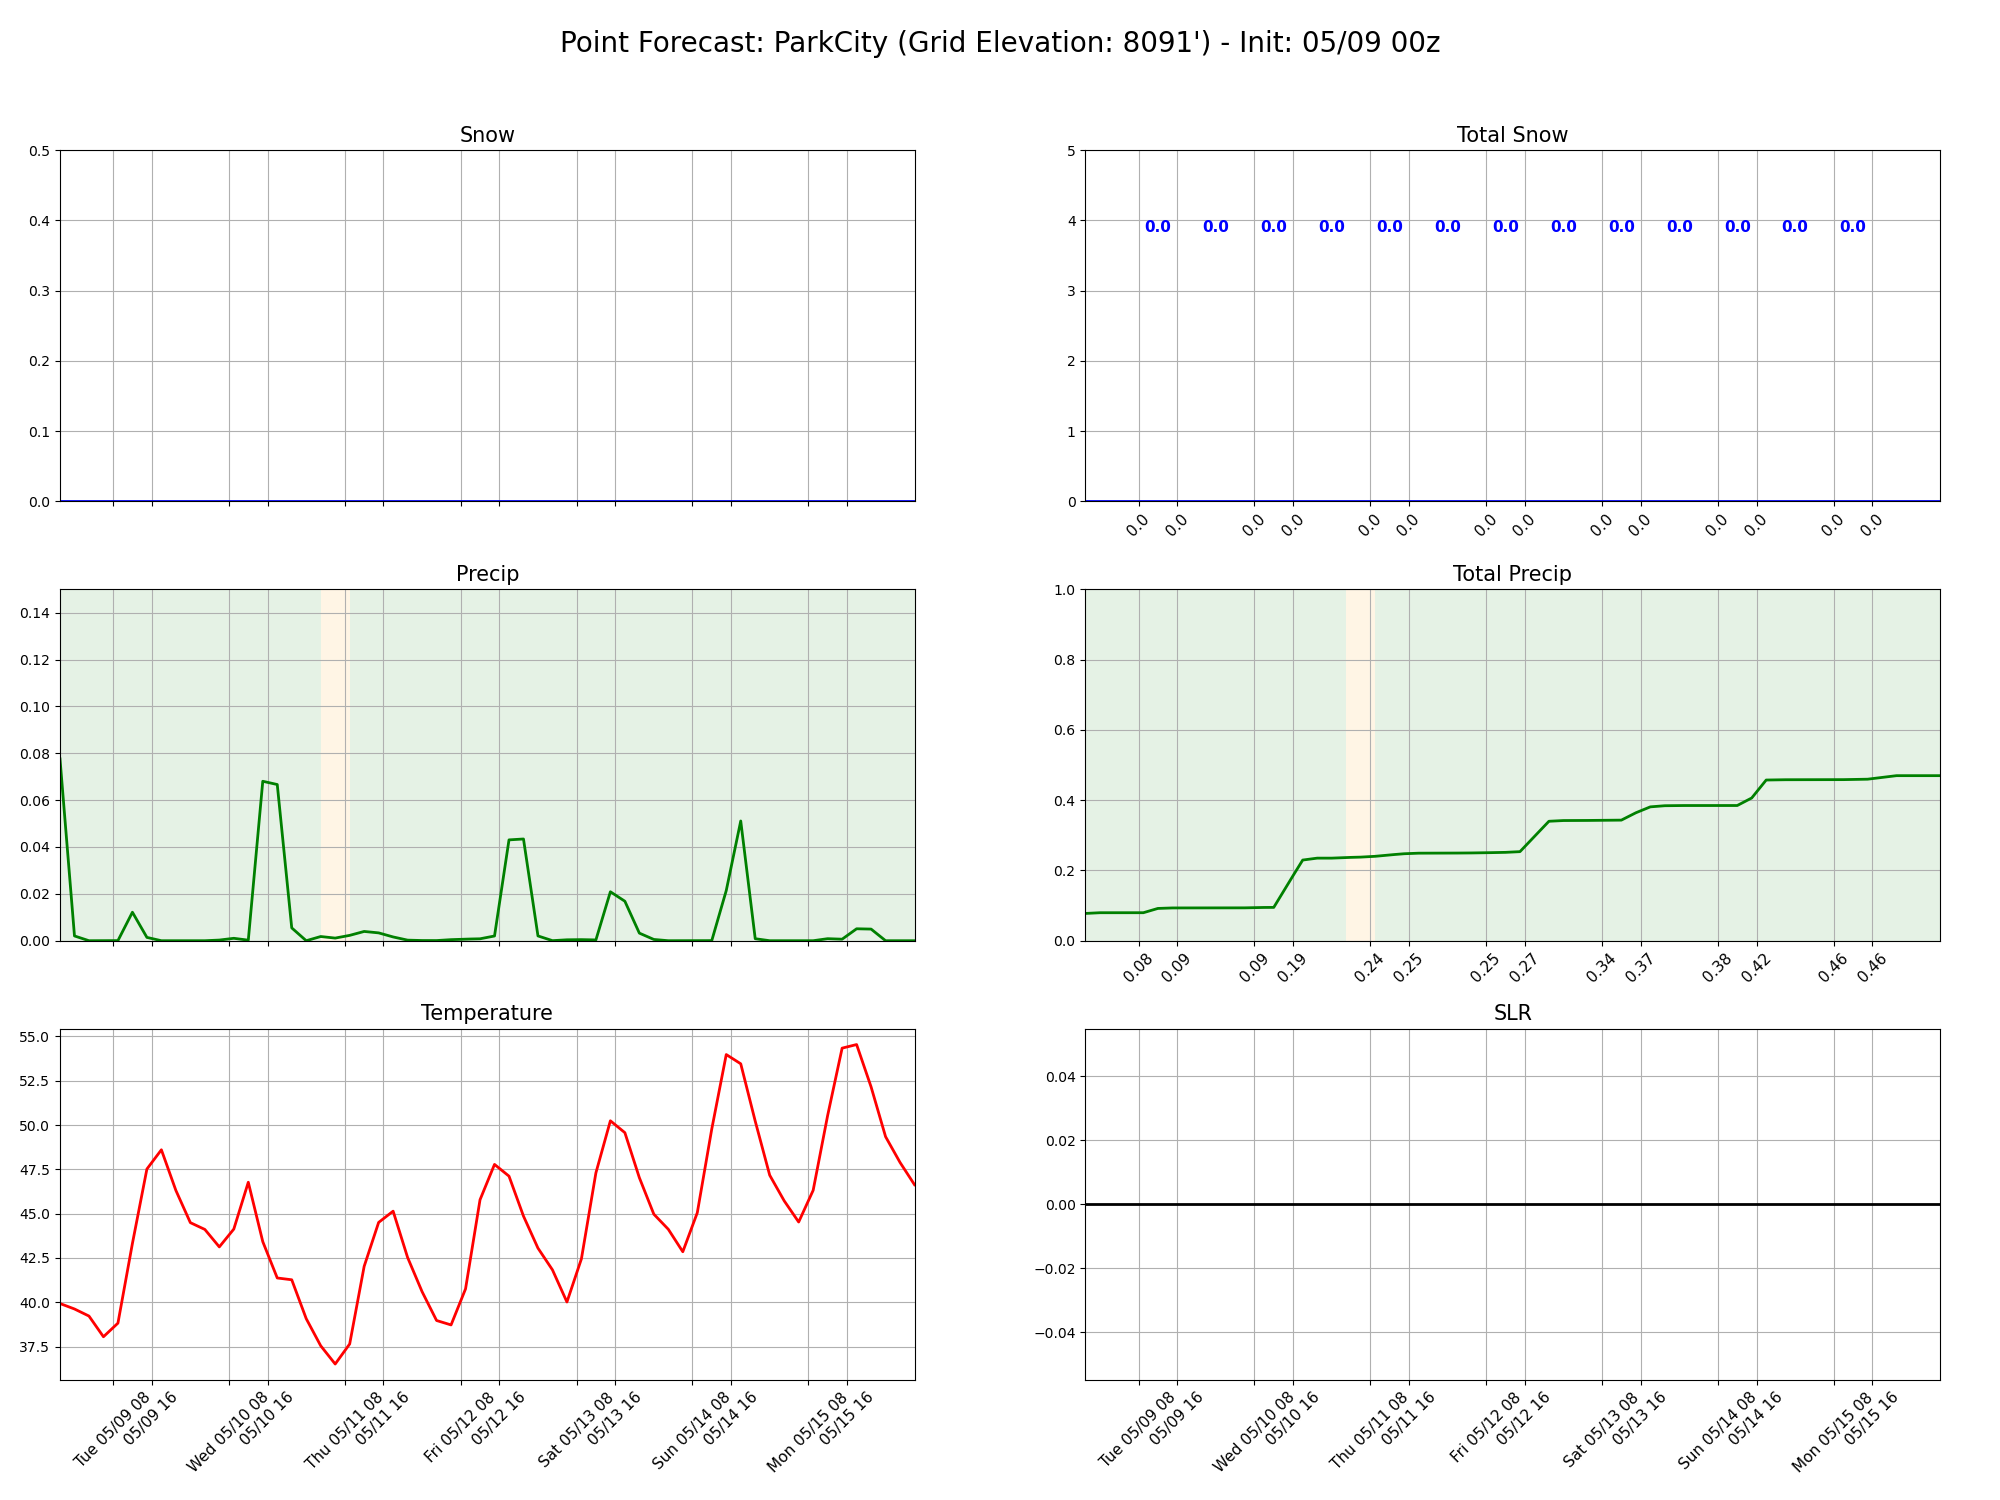 Point Forecast: ParkCity (Grid Elevation: 8091') - Init: 05/09 00z
Snow
0.5
0.4
0.3
0.2
0.1
0.0
Total Snow
5
4
3
2
1
0
0.0 0.0 0.0 0.0 0.0 0.0 0.0 0.0 0.0 0.0 0.0 0.0 0.0
0.0 0.0 0.0 0.0 0.0 0.0 0.0 0.0 0.0 0.0 0.0 0.0 0.0 0.0
Precip
0.14
0.12
0.10
0.08
0.06
0.04
0.02
0.00
Total Precip
1.0
0.8
0.6
0.4
0.2
0.0
0.08 0.09 0.09 0.19 0.24 0.25 0.25 0.27 0.34 0.37 0.38 0.42 0.46 0.46
Temperature
55.0
52.5
50.0
47.5
45.0
42.5
40.0
37.5
Tue 05/09 08
05/09 16
Wed 05/10 08
05/10 16
Thu 05/11 08
05/11 16
Fri 05/12 08
05/12 16
Sat 05/13 08
05/13 16
Sun 05/14 08
05/14 16
Mon 05/15 08
05/15 16
SLR
0.04
0.02
0.00
−0.02
−0.04
Tue 05/09 08
05/09 16
Wed 05/10 08
05/10 16
Thu 05/11 08
05/11 16
Fri 05/12 08
05/12 16
Sat 05/13 08
05/13 16
Sun 05/14 08
05/14 16
Mon 05/15 08
05/15 16